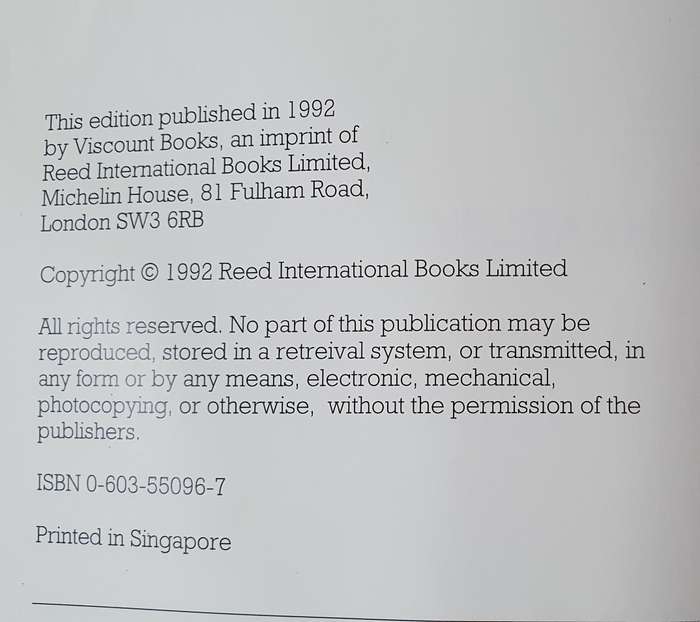 This edition published in 1992
by Viscount Books, an imprint of
Reed International Books Limited,
Michelin House, 81 Fulham Road,
London SW3 6RB
Copyright © 1992 Reed International Books Limited
All rights reserved. No part of this publication may be
reproduced, stored in a retreival system, or transmitted, in
any form or by any means, electronic, mechanical,
photocopying, or otherwise,  without the permission of the
publishers.
ISBN 0-603-55096-7
Printed in Singapore